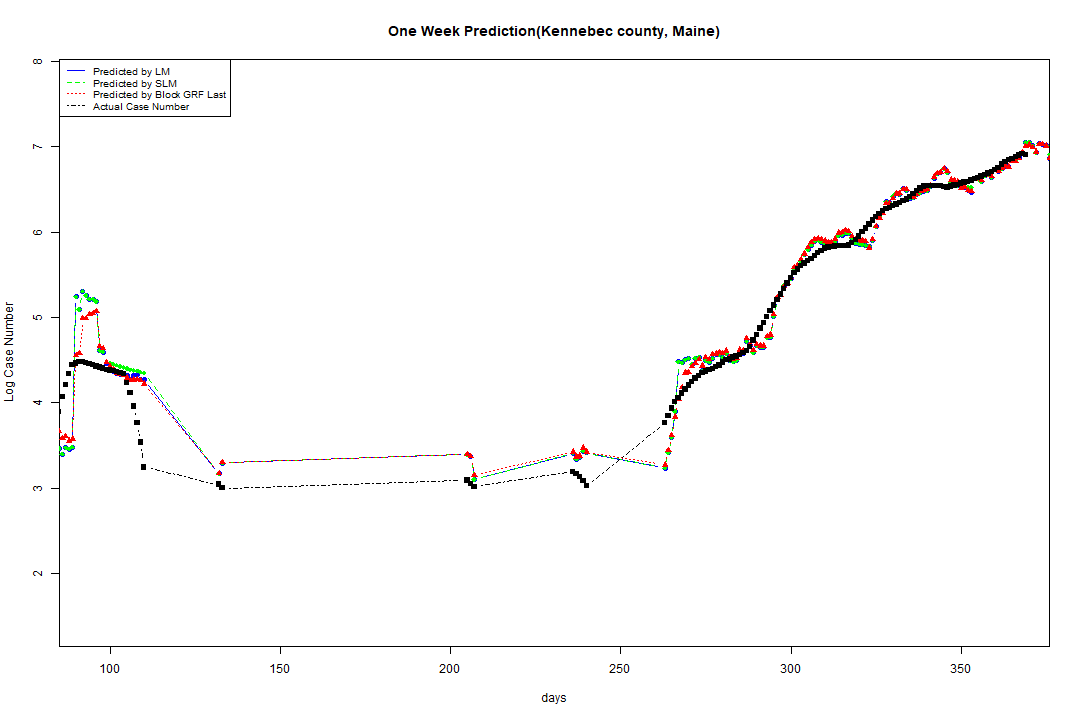 One Week Prediction(Kennebec county, Maine)
Predicted by LM
Predicted by SLM
Predicted by Block GRF Last
Actual Case Number
8
7
6
5
4
3
2
Log Case Number
100 150 200 250 300 350
days